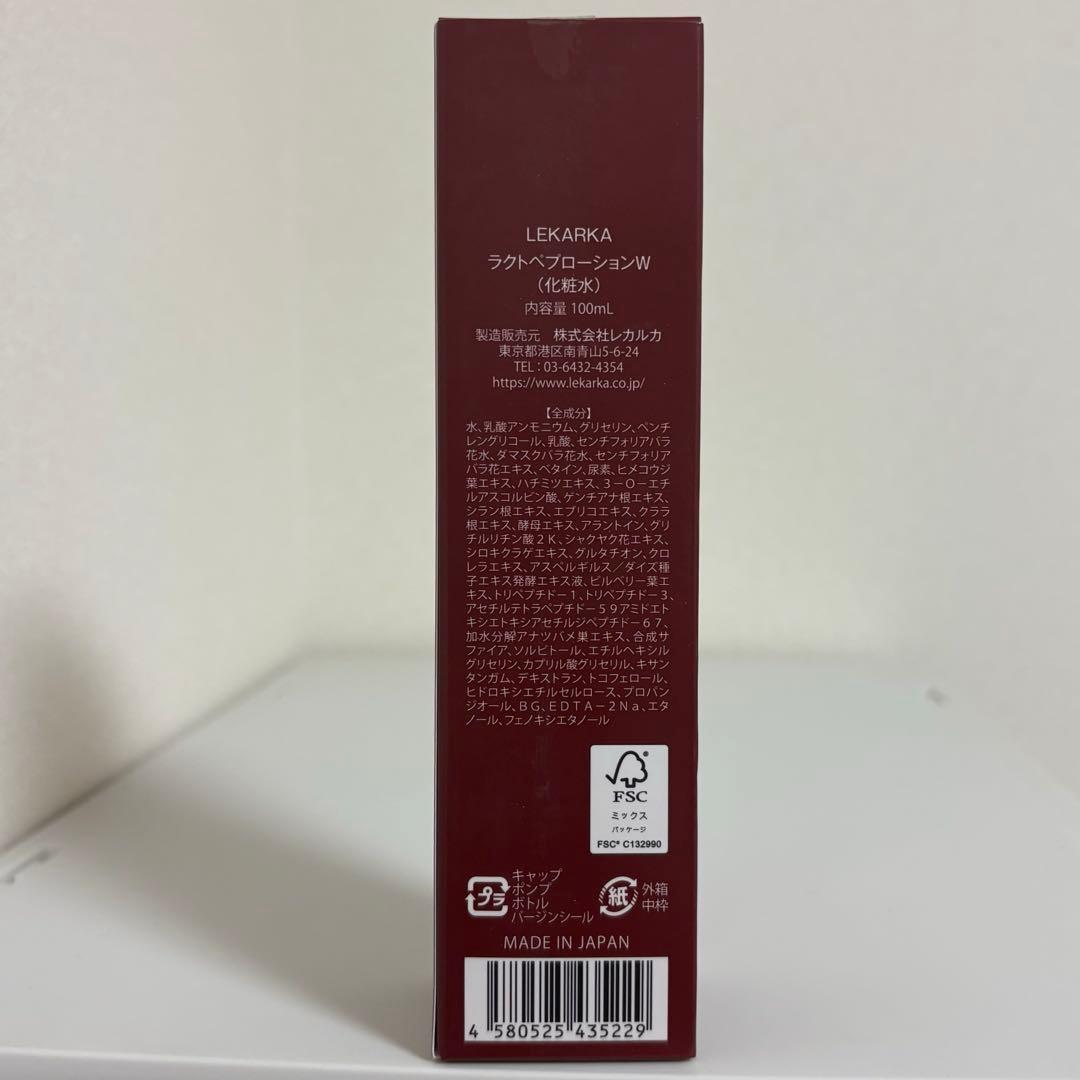 LEKARKA
ラクトペプローションW
（化粧水）
内容量 100mL
製造販売元　株式会社レカルカ
東京都港区南青山5-6-24
TEL：03-6432-4354
https://www.lekarka.co.jp/
【全成分】
水、乳酸アンモニウム、グリセリン、ペンチ
レングリコール、乳酸、センチフォリアバラ
花水、ダマスクバラ花水、センチフォリア
バラ花エキス、ベタイン、尿素、ヒメコウジ
葉エキス、ハチミツエキス、３－Ｏ－エチ
ルアスコルビン酸、ゲンチアナ根エキス、
シラン根エキス、エブリコエキス、クララ
根エキス、酵母エキス、アラントイン、グリ
チルリチン酸２Ｋ、シャクヤク花エキス、
シロキクラゲエキス、グルタチオン、クロ
レラエキス、アスペルギルス／ダイズ種
子エキス発酵エキス液、ビルベリー葉エ
キス、トリペプチド－１、トリペプチド－３、
アセチルテトラペプチド－５９アミドエト
キシエトキシアセチルジペプチド－６７、
加水分解アナツバメ巣エキス、合成サ
ファイア、ソルビトール、エチルヘキシル
グリセリン、カプリル酸グリセリル、キサン
タンガム、デキストラン、トコフェロール、
ヒドロキシエチルセルロース、プロパン
ジオール、ＢＧ、ＥＤＴＡ－２Ｎａ、エタ
ノール、フェノキシエタノール
FSC®
ミックス
パッケージ
FSC® C132990
プラ
キャップ
ポンプ
ボトル
バージンシール
紙
外箱
中枠
MADE IN JAPAN
4 580525 435229